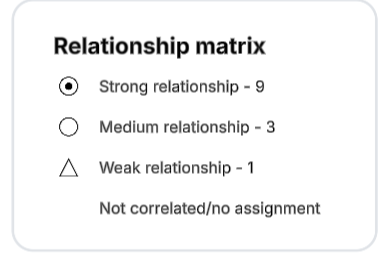 Relationship matrix
Strong relationship - 9
Medium relationship - 3
Weak relationship - 1
Not correlated/no assignment